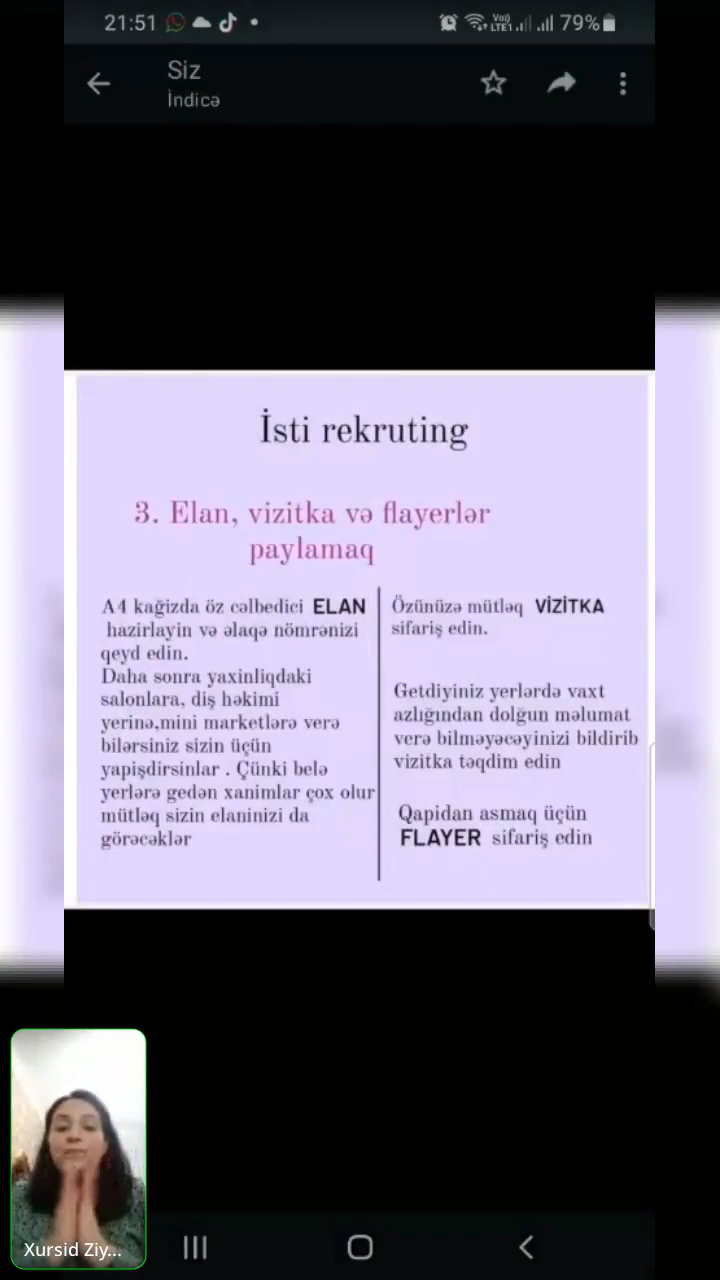 21:51
Vo))
LTE1
79%
Siz
İndicə
İsti rekruting
3. Elan, vizitka və flayerlər
paylamaq
A4 kağizda öz cəlbedici ELAN
hazirlayin və əlaqə nömrənizi
qeyd edin.
Daha sonra yaxinliqdaki
salonlara, diş həkimi
yerinə,mini marketlərə verə
bilərsiniz sizin üçün
yapişdirsinlar . Çünki belə
yerlərə gedən xanimlar çox olur
mütləq sizin elaninizi da
görəcəklər
Özünüzə mütləq VİZİTKA
sifariş edin.
Getdiyiniz yerlərdə vaxt
azlığından dolğun məlumat
verə bilməyəcəyinizi bildirib
vizitka təqdim edin
Qapidan asmaq üçün
FLAYER sifariş edin
Xursid Ziy...